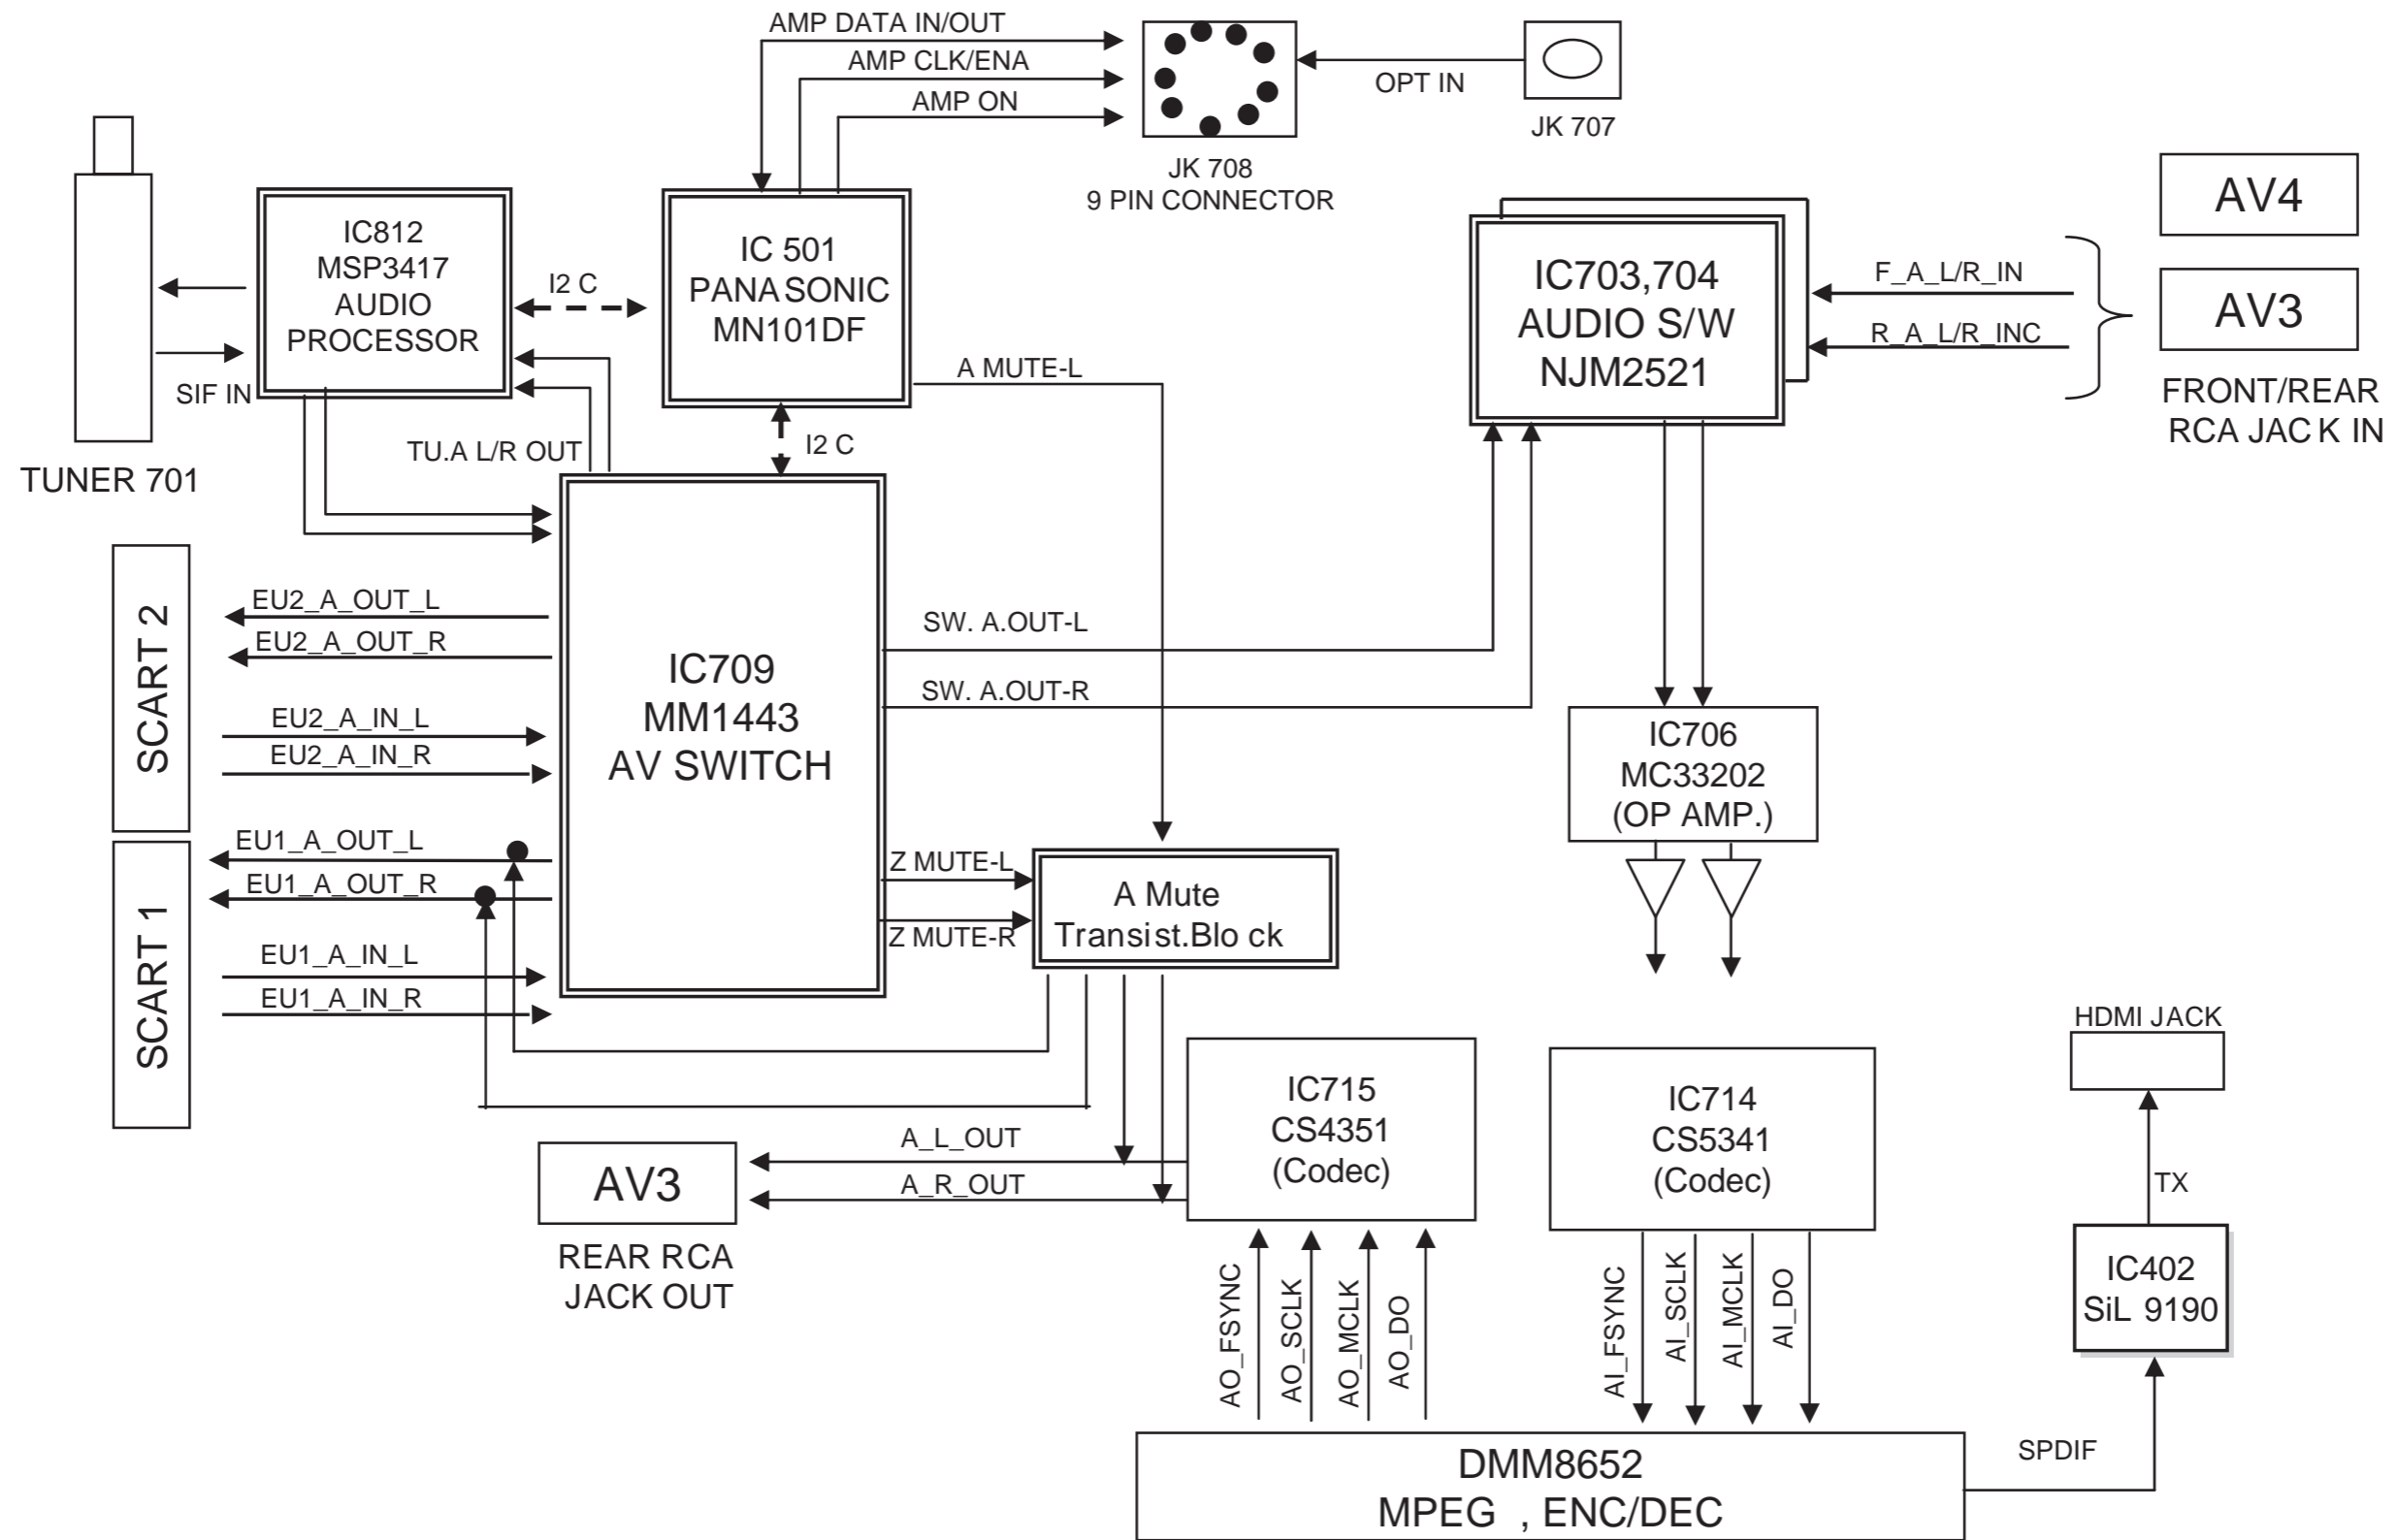 AMP DATA IN/OUT
AMP CLK/ENA
AMP ON
OPT IN
JK 707
JK 708
9 PIN CONNECTOR
AV4
AV3
FRONT/REAR
RCA JACK IN
F_A_L/R_IN
R_A_L/R_INC
IC703,704
AUDIO S/W
NJM2521
IC 501
PANASONIC
MN101DF
I2 C
IC812
MSP3417
AUDIO
PROCESSOR
SIF IN
TUNER 701
TU.A L/R OUT
I2 C
A MUTE-L
SCART 2
EU2_A_OUT_L
EU2_A_OUT_R
EU2_A_IN_L
EU2_A_IN_R
IC709
MM1443
AV SWITCH
SW. A.OUT-L
SW. A.OUT-R
IC706
MC33202
(OP AMP.)
SCART 1
EU1_A_OUT_L
EU1_A_OUT_R
EU1_A_IN_L
EU1_A_IN_R
Z MUTE-L
Z MUTE-R
A Mute
Transist.Block
AV3
REAR RCA
JACK OUT
A_L_OUT
A_R_OUT
IC715
CS4351
(Codec)
IC714
CS5341
(Codec)
HDMI JACK
TX
IC402
SiL 9190
AO_FSYNC
AO_SCLK
AO_MCLK
AO_DO
AI_FSYNC
AI_SCLK
AI_MCLK
AI_DO
SPDIF
DMM8652
MPEG , ENC/DEC